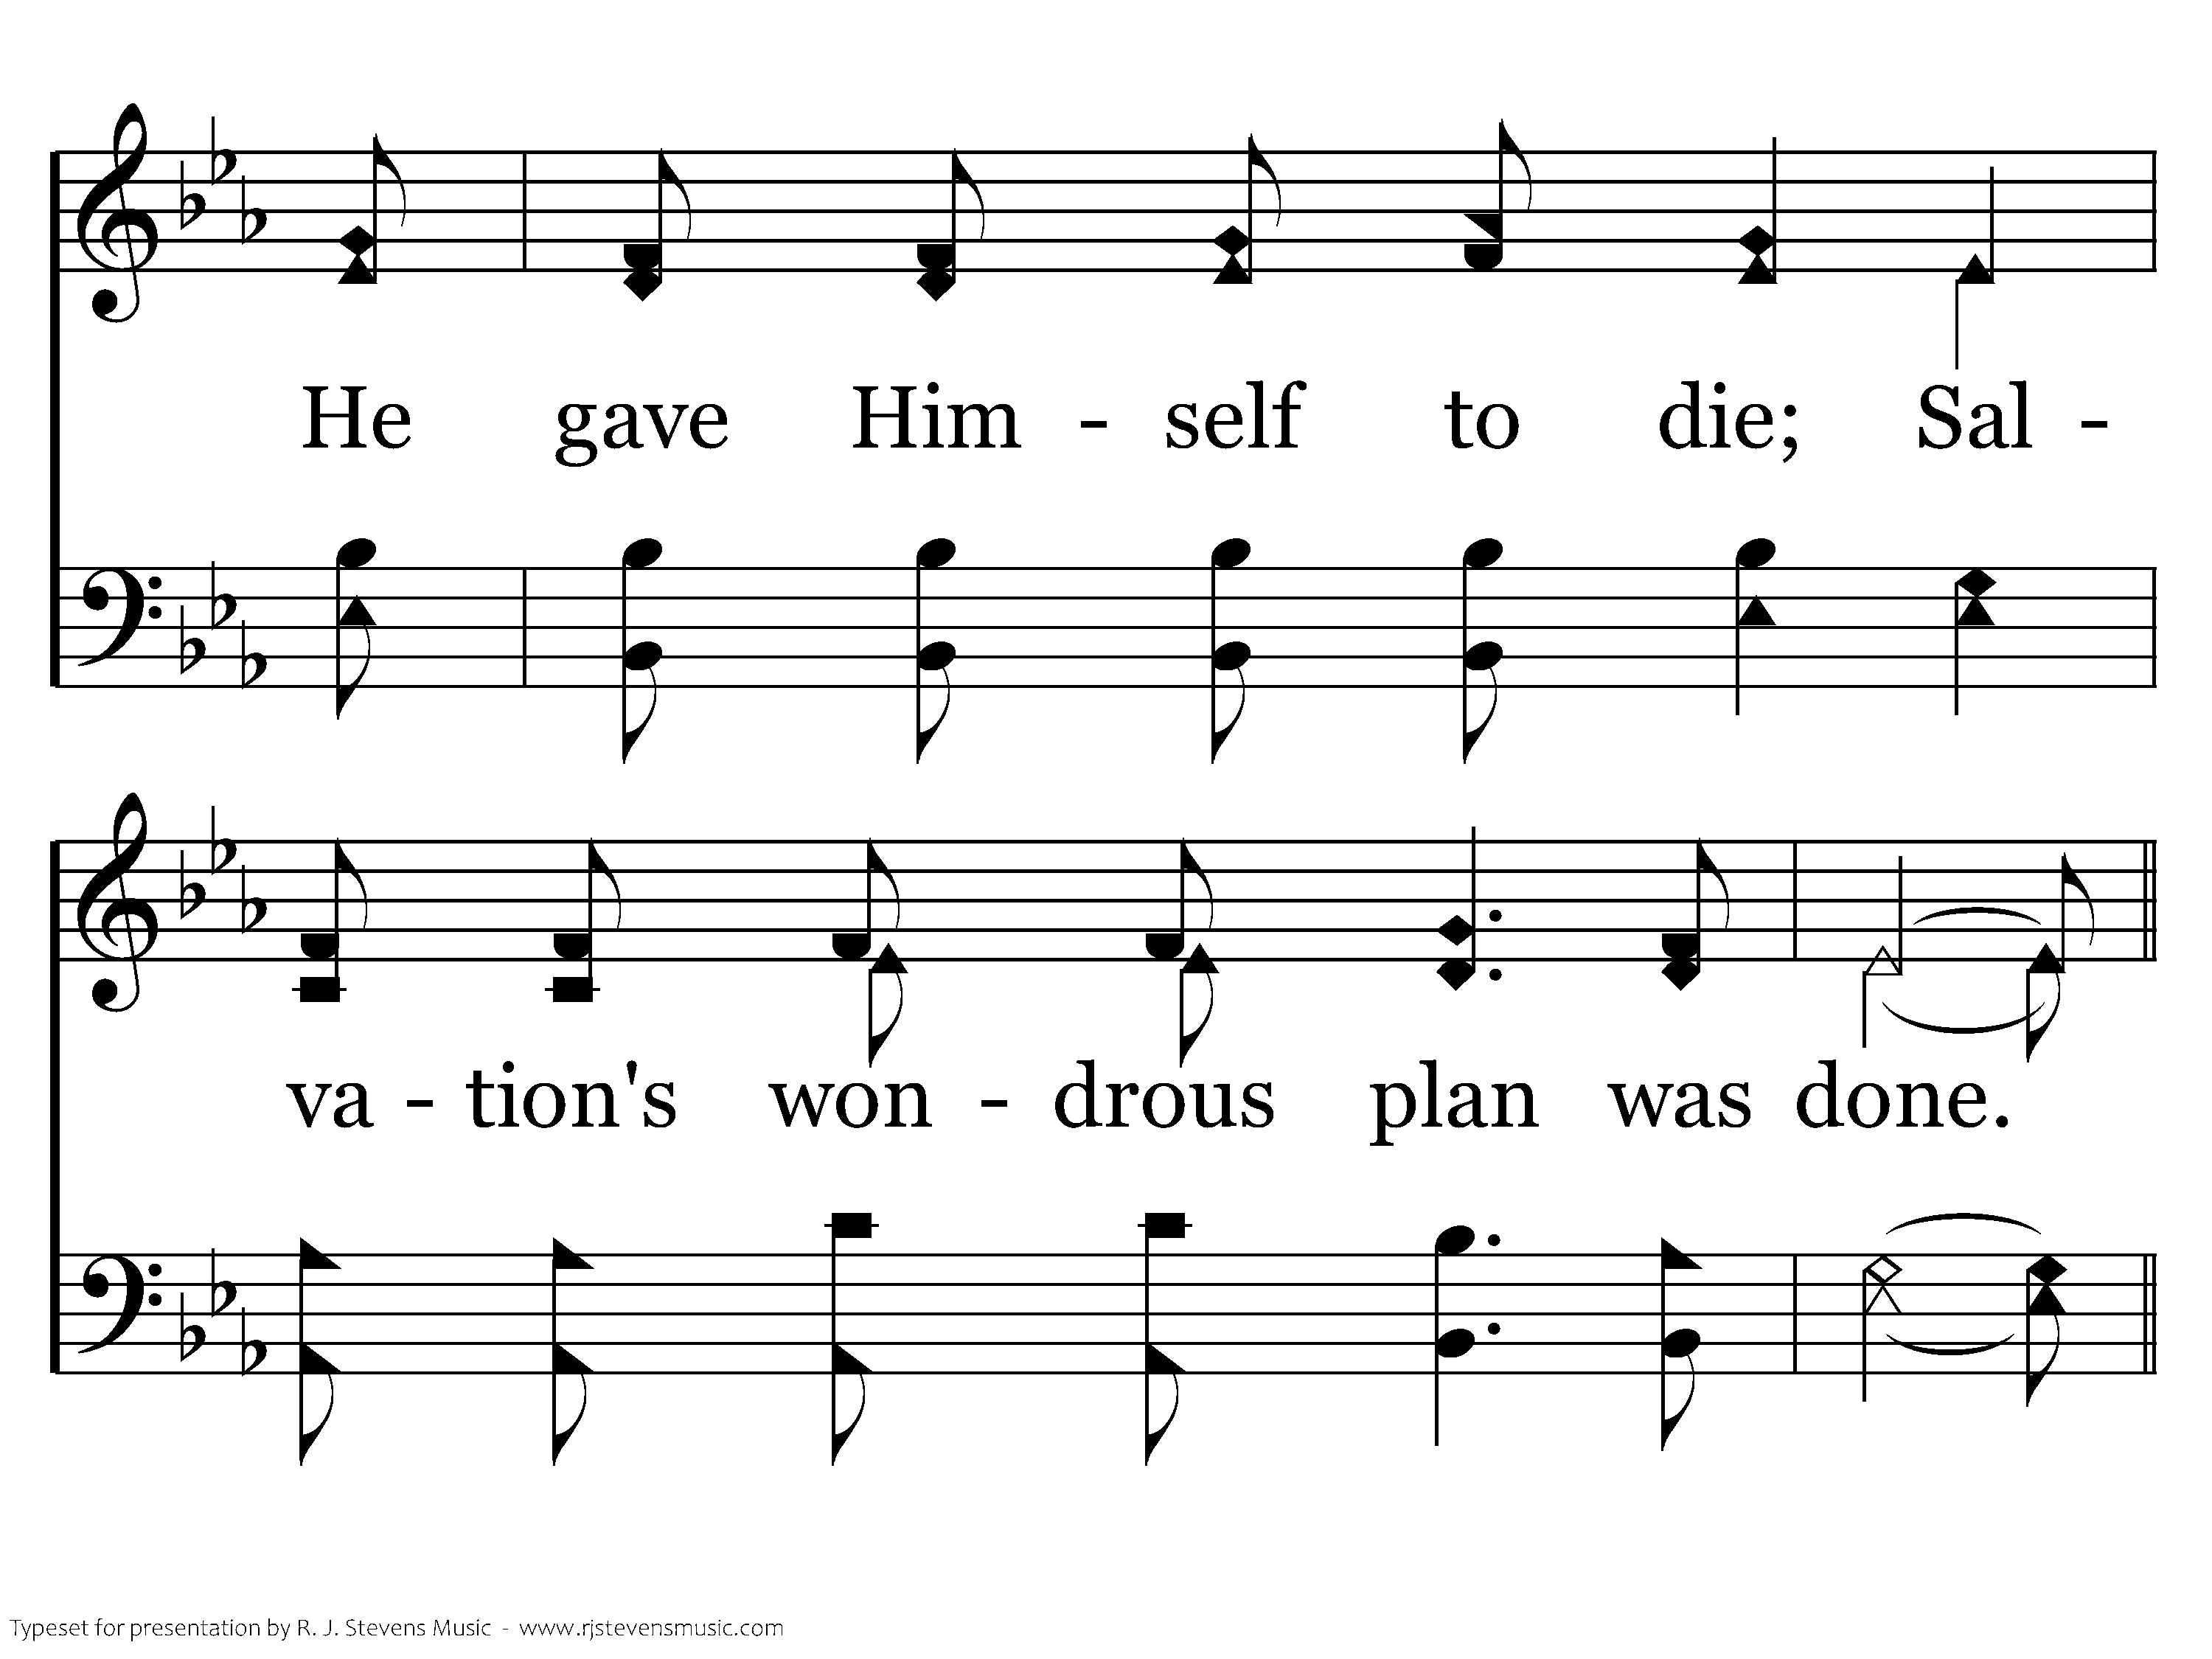 He gave Him - self to die; Sal -
va - tion's won - drous plan was done.
Typeset for presentation by R. J. Stevens Music - www.rjstevensmusic.com